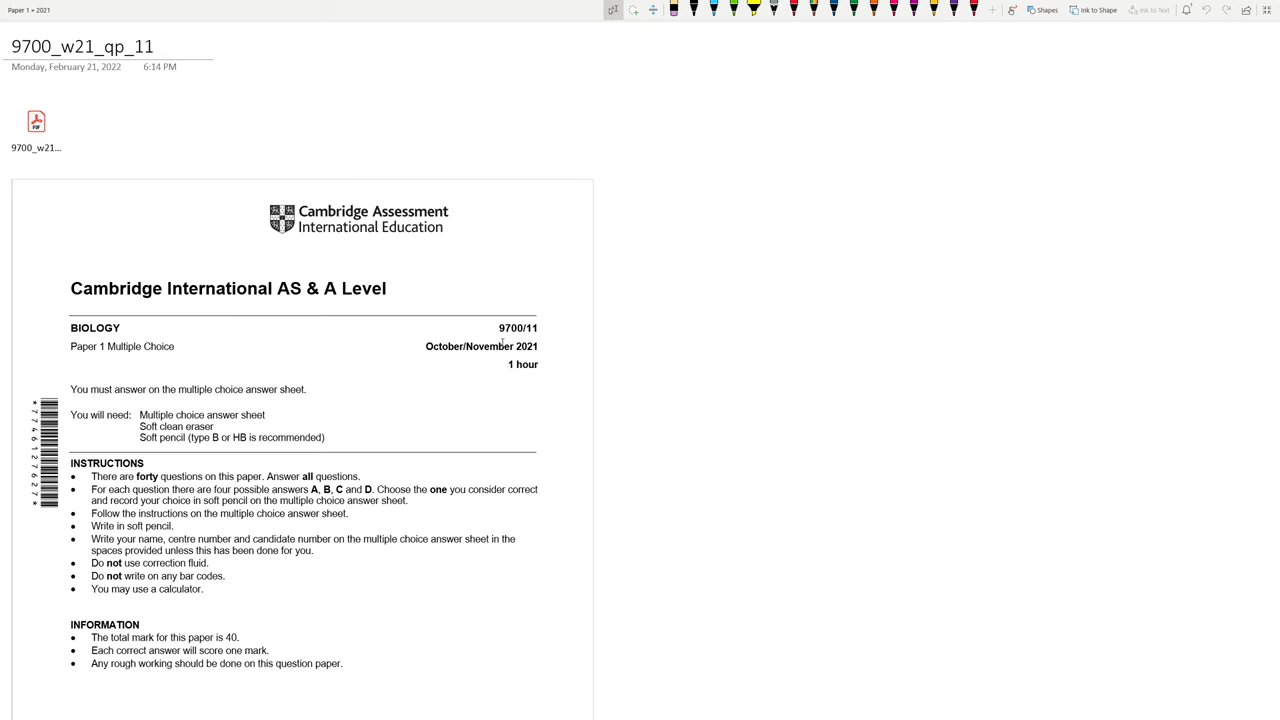 Paper 1 » 2021
Shapes
Ink to Shape
Ink to Text
9700_w21_qp_11
Monday, February 21, 2022 6:14 PM
PDF
9700_w21...
Cambridge Assessment
International Education
Cambridge International AS & A Level
BIOLOGY 9700/11
Paper 1 Multiple Choice October/November 2021
1 hour
You must answer on the multiple choice answer sheet.
You will need: Multiple choice answer sheet
Soft clean eraser
Soft pencil (type B or HB is recommended)
*7746127627*
INSTRUCTIONS
• There are forty questions on this paper. Answer all questions.
• For each question there are four possible answers A, B, C and D. Choose the one you consider correct
and record your choice in soft pencil on the multiple choice answer sheet.
• Follow the instructions on the multiple choice answer sheet.
• Write in soft pencil.
• Write your name, centre number and candidate number on the multiple choice answer sheet in the
spaces provided unless this has been done for you.
• Do not use correction fluid.
• Do not write on any bar codes.
• You may use a calculator.
INFORMATION
• The total mark for this paper is 40.
• Each correct answer will score one mark.
• Any rough working should be done on this question paper.